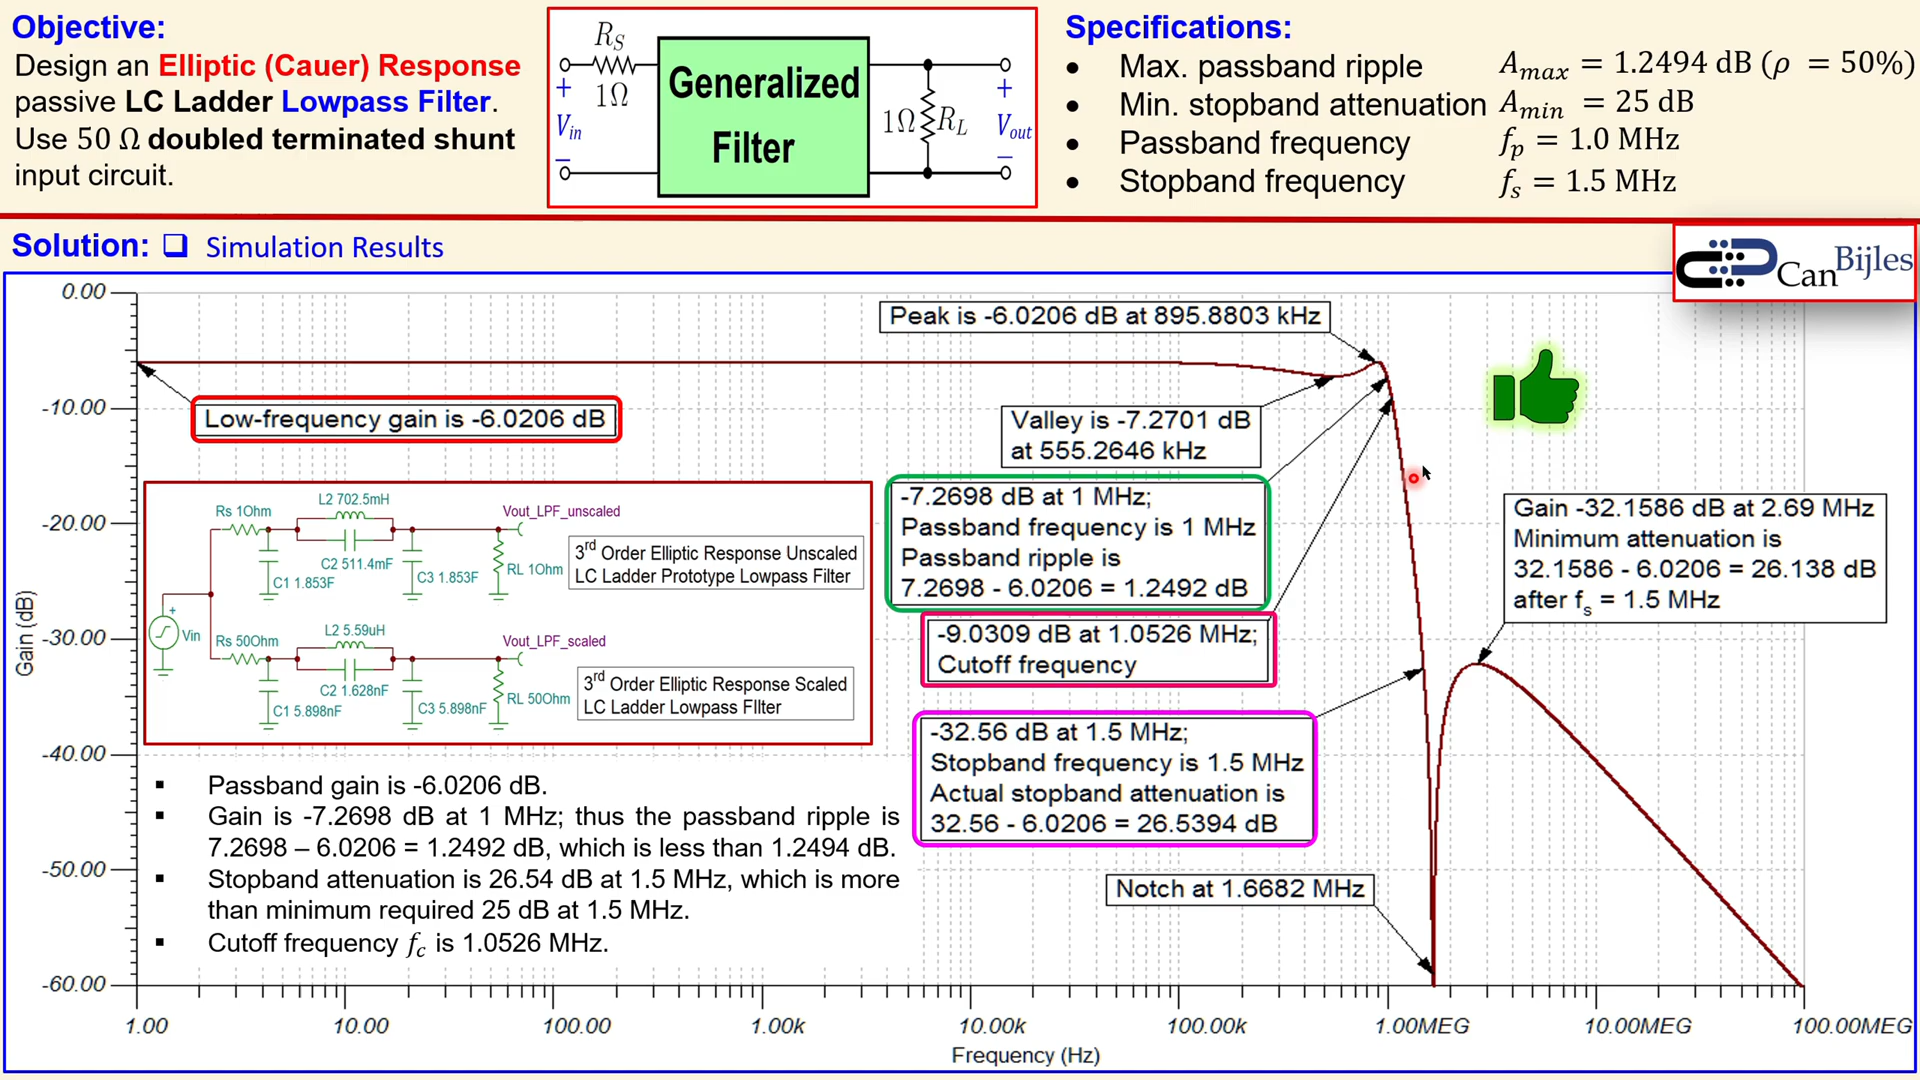 Objective:
Design an Elliptic (Cauer) Response
passive LC Ladder Lowpass Filter.
Use 50 Ω doubled terminated shunt
input circuit.
R_S
1Ω
+
V_in
−
Generalized
Filter
1Ω R_L
+
V_out
−
Specifications:
• Max. passband ripple A_max = 1.2494 dB (ρ = 50%)
• Min. stopband attenuation A_min = 25 dB
• Passband frequency f_p = 1.0 MHz
• Stopband frequency f_s = 1.5 MHz
Solution: ❑ Simulation Results
CanBijles
0.00
-10.00
-20.00
-30.00
-40.00
-50.00
-60.00
Gain (dB)
Peak is -6.0206 dB at 895.8803 kHz
Low-frequency gain is -6.0206 dB
Valley is -7.2701 dB
at 555.2646 kHz
-7.2698 dB at 1 MHz;
Passband frequency is 1 MHz
Passband ripple is
7.2698 - 6.0206 = 1.2492 dB
-9.0309 dB at 1.0526 MHz;
Cutoff frequency
-32.56 dB at 1.5 MHz;
Stopband frequency is 1.5 MHz
Actual stopband attenuation is
32.56 - 6.0206 = 26.5394 dB
Gain -32.1586 dB at 2.69 MHz
Minimum attenuation is
32.1586 - 6.0206 = 26.138 dB
after f_s = 1.5 MHz
Notch at 1.6682 MHz
L2 702.5mH
Rs 1Ohm
Vout_LPF_unscaled
C2 511.4mF
C1 1.853F
C3 1.853F
RL 1Ohm
3rd Order Elliptic Response Unscaled
LC Ladder Prototype Lowpass Filter
+
Vin
L2 5.59uH
Rs 50Ohm
Vout_LPF_scaled
C2 1.628nF
C1 5.898nF
C3 5.898nF
RL 50Ohm
3rd Order Elliptic Response Scaled
LC Ladder Lowpass FIlter
▪ Passband gain is -6.0206 dB.
▪ Gain is -7.2698 dB at 1 MHz; thus the passband ripple is
7.2698 – 6.0206 = 1.2492 dB, which is less than 1.2494 dB.
▪ Stopband attenuation is 26.54 dB at 1.5 MHz, which is more
than minimum required 25 dB at 1.5 MHz.
▪ Cutoff frequency f_c is 1.0526 MHz.
1.00 10.00 100.00 1.00k 10.00k 100.00k 1.00MEG 10.00MEG 100.00MEG
Frequency (Hz)